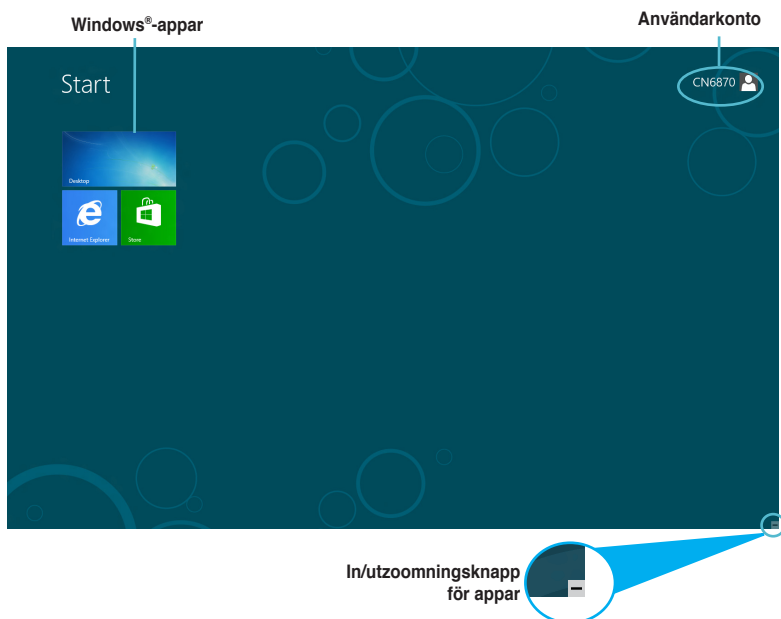 Windows®-appar
Användarkonto
Start
CN6870
Desktop
Internet Explorer
Store
In/utzoomningsknapp
för appar